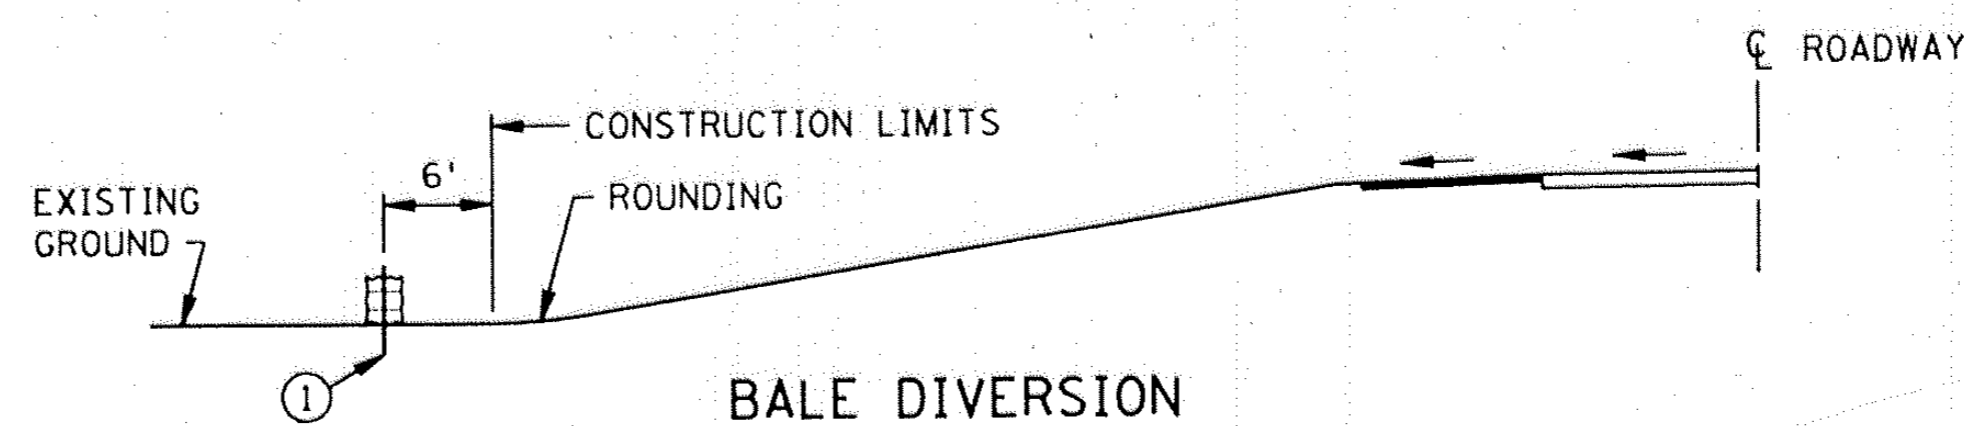 ℄ ROADWAY
CONSTRUCTION LIMITS
6'
EXISTING
GROUND
ROUNDING
1
BALE DIVERSION